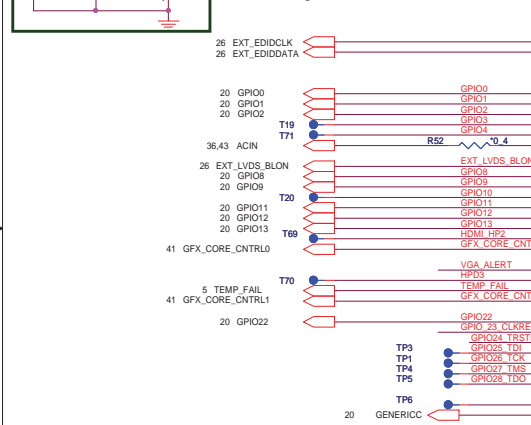 26 EXT_EDIDCLK
26 EXT_EDIDDATA
20 GPIO0 GPIO0
20 GPIO1 GPIO1
20 GPIO2 GPIO2
T19 GPIO3
T71 GPIO4
36,43 ACIN R52 *0_4
26 EXT_LVDS_BLON EXT_LVDS_BLON
20 GPIO8 GPIO8
20 GPIO9 GPIO9
T20 GPIO10
20 GPIO11 GPIO11
20 GPIO12 GPIO12
20 GPIO13 GPIO13
T69 HDMI_HP2
41 GFX_CORE_CNTRL0 GFX_CORE_CNT
VGA_ALERT
T70 HPD3
5 TEMP_FAIL TEMP_FAIL
41 GFX_CORE_CNTRL1 GFX_CORE_CNT
20 GPIO22 GPIO22
GPIO_23_CLKRE
GPIO24_TRST
TP3 GPIO25_TDI
TP1 GPIO26_TCK
TP4 GPIO27_TMS
TP5 GPIO28_TDO
TP6
20 GENERICC